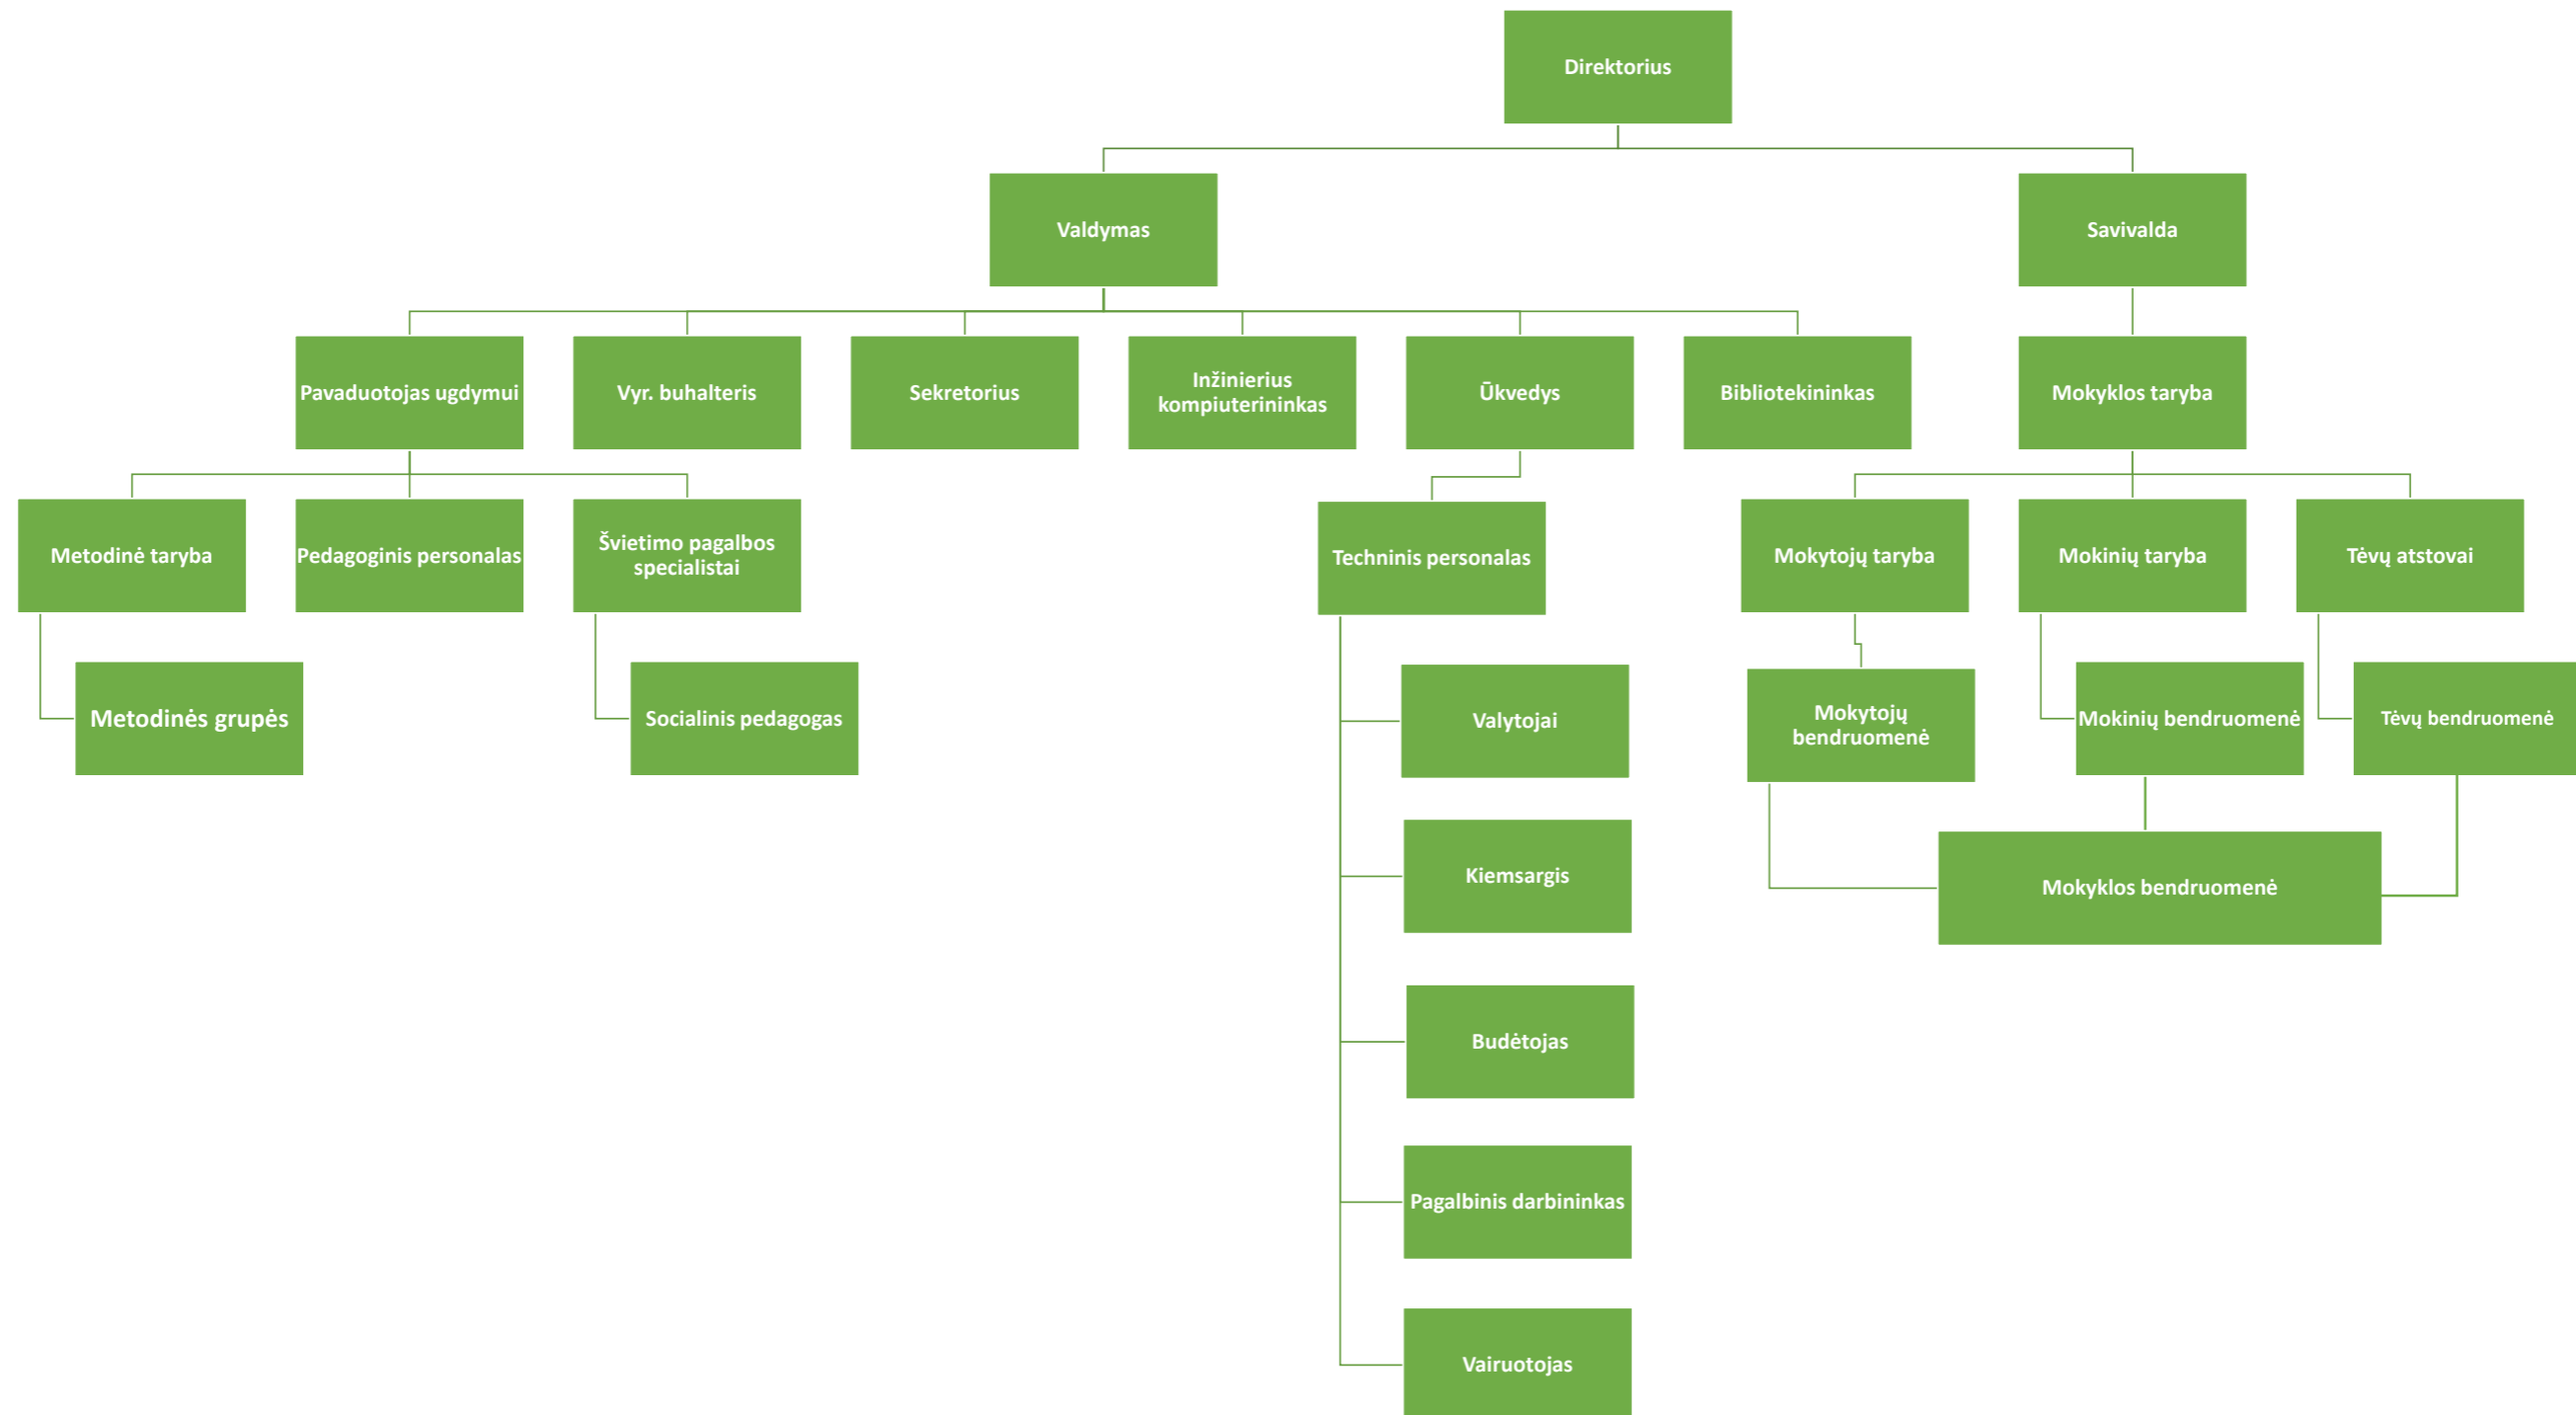 Direktorius
Valdymas
Savivalda
Pavaduotojas ugdymui
Vyr. buhalteris
Sekretorius
Inžinierius
kompiuterininkas
Ūkvedys
Bibliotekininkas
Mokyklos taryba
Metodinė taryba
Pedagoginis personalas
Švietimo pagalbos
specialistai
Techninis personalas
Mokytojų taryba
Mokinių taryba
Tėvų atstovai
Metodinės grupės
Socialinis pedagogas
Valytojai
Mokytojų
bendruomenė
Mokinių bendruomenė
Tėvų bendruomenė
Kiemsargis
Mokyklos bendruomenė
Budėtojas
Pagalbinis darbininkas
Vairuotojas